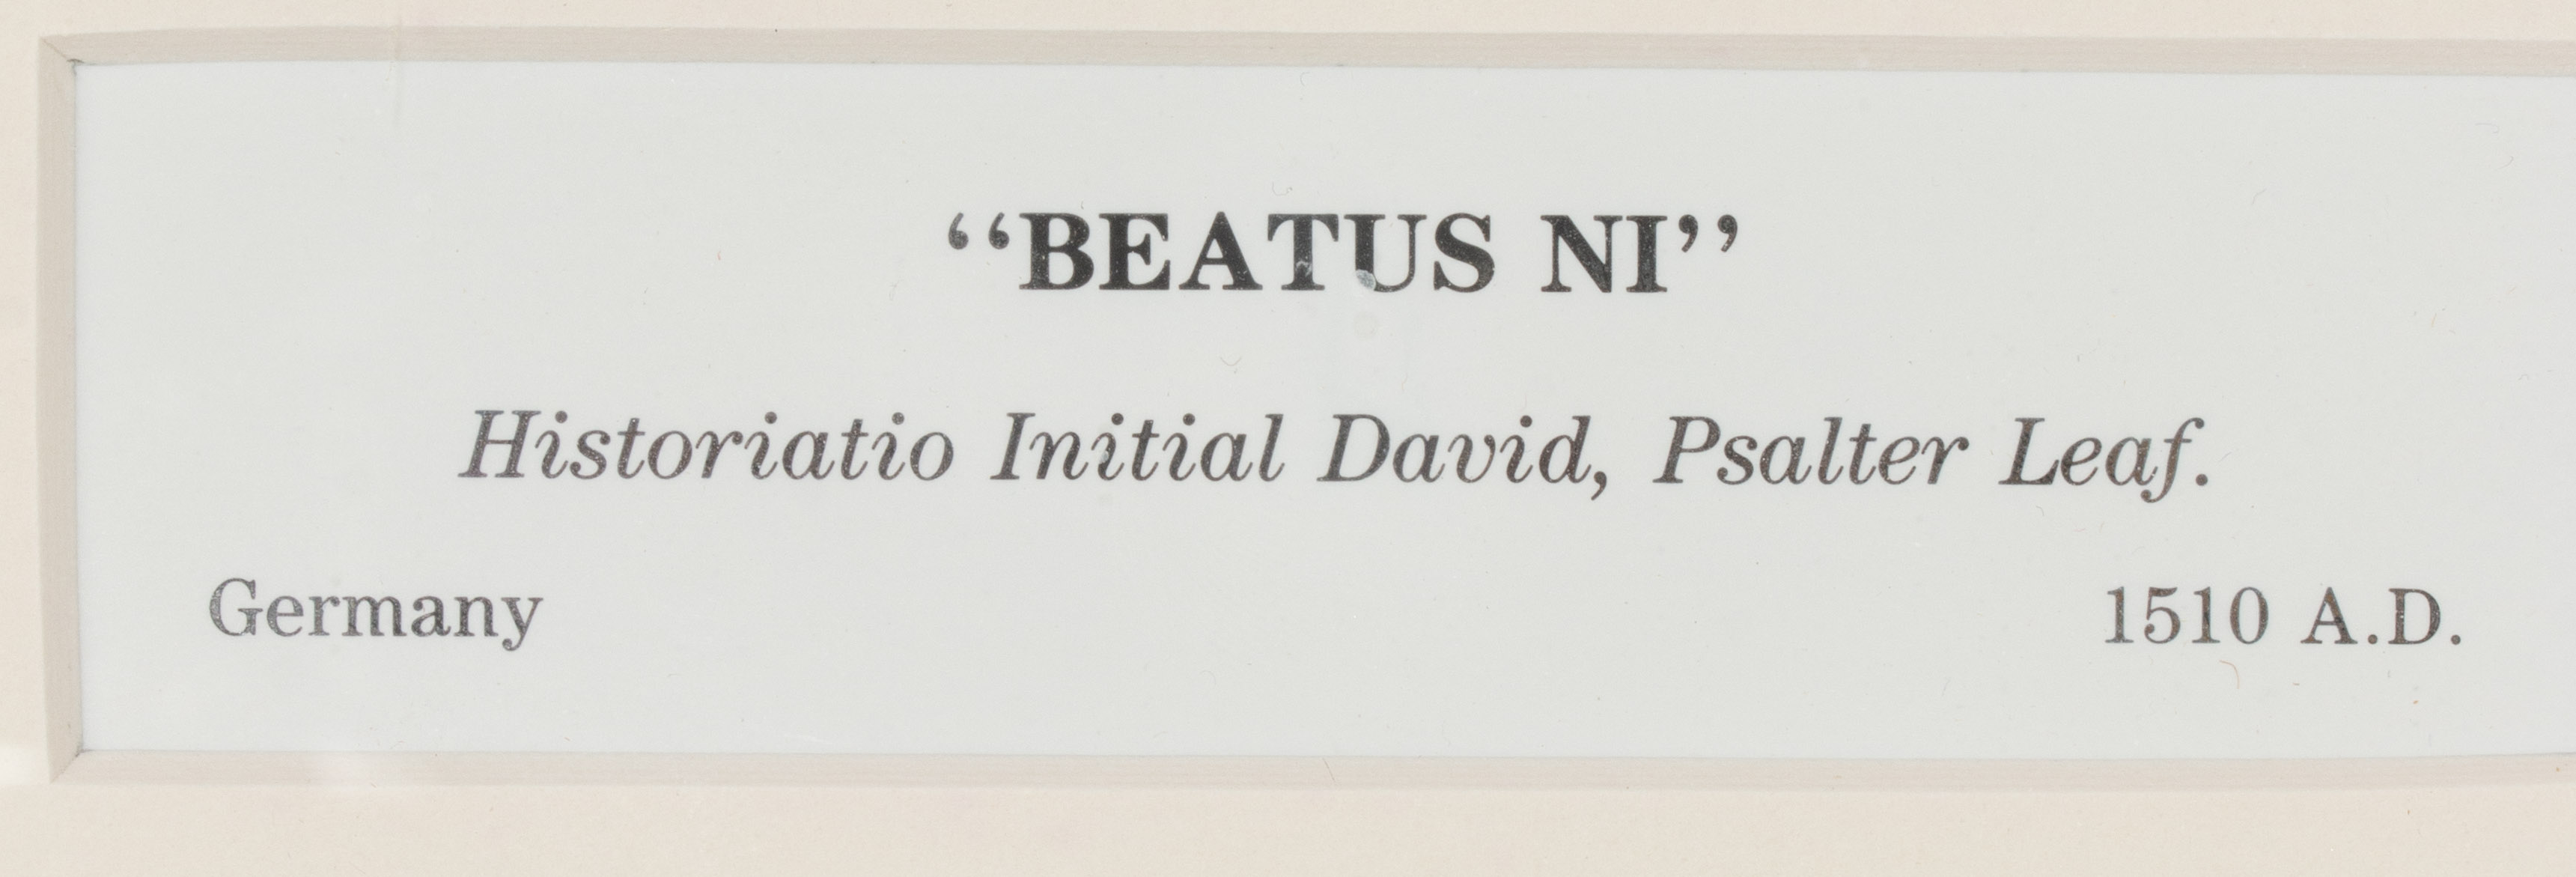 “BEATUS NI”
Historiatio Initial David, Psalter Leaf.
Germany 1510 A.D.